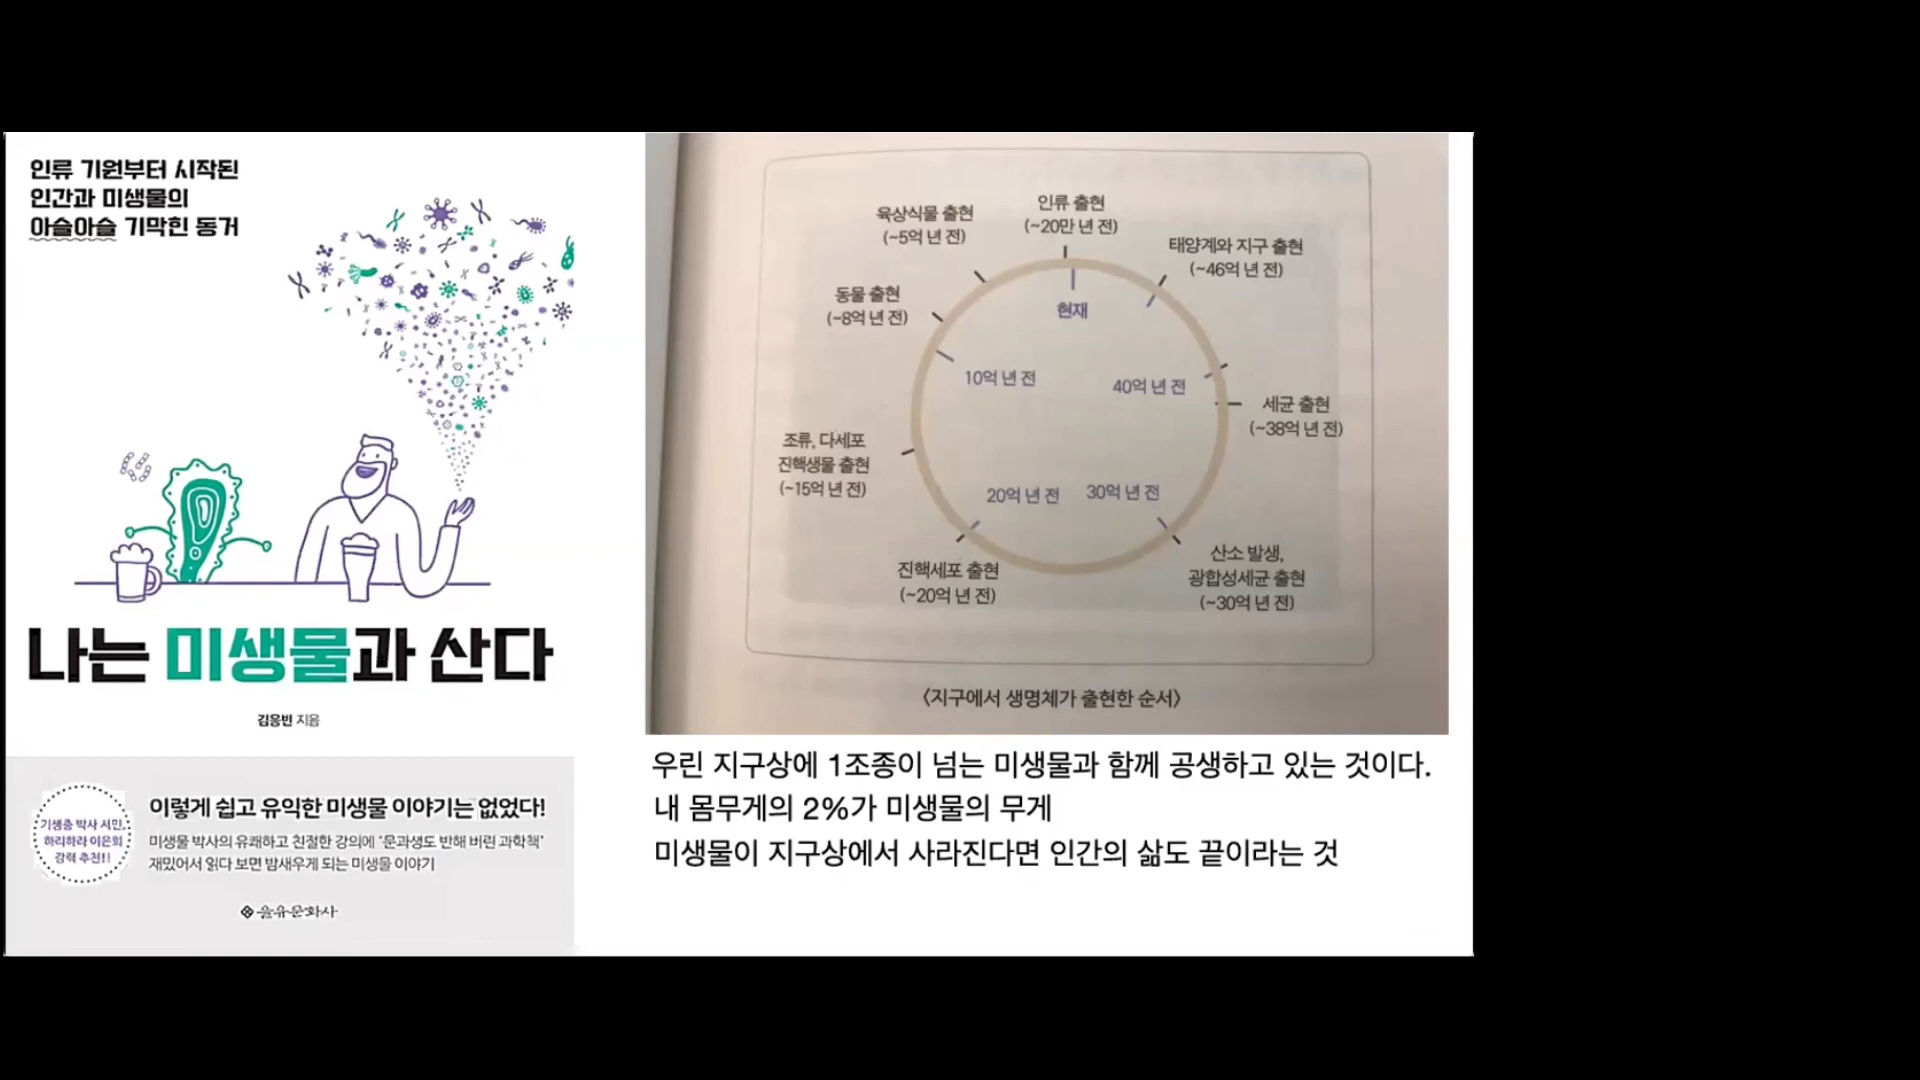 인류 기원부터 시작된
인간과 미생물의
아슬아슬 기막힌 동거
나는 미생물과 산다
김응빈 지음
기생충 박사 서민,
하리하라 이은희
강력 추천!!
이렇게 쉽고 유익한 미생물 이야기는 없었다!
미생물 박사의 유쾌하고 친절한 강의에 "문과생도 반해 버린 과학책"
재밌어서 읽다 보면 밤새우게 되는 미생물 이야기
을유문화사
인류 출현
(~20만 년 전)
태양계와 지구 출현
(~46억 년 전)
세균 출현
(~38억 년 전)
산소 발생,
광합성세균 출현
(~30억 년 전)
진핵세포 출현
(~20억 년 전)
조류, 다세포
진핵생물 출현
(~15억 년 전)
동물 출현
(~8억 년 전)
육상식물 출현
(~5억 년 전)
현재
40억 년 전
30억 년 전
20억 년 전
10억 년 전
<지구에서 생명체가 출현한 순서>
우린 지구상에 1조종이 넘는 미생물과 함께 공생하고 있는 것이다.
내 몸무게의 2%가 미생물의 무게
미생물이 지구상에서 사라진다면 인간의 삶도 끝이라는 것